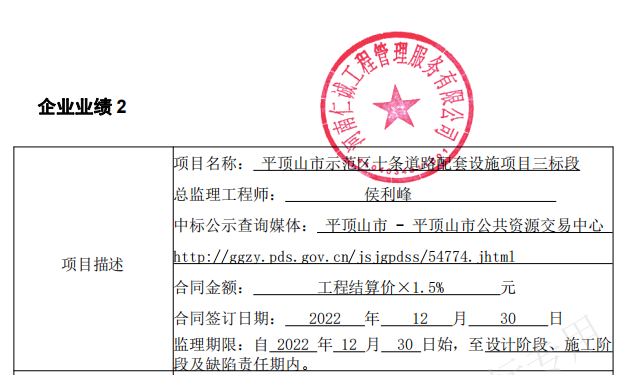 河南仁诚工程管理服务有限公司
企业业绩 2
项目描述
项目名称： 平顶山市示范区十条道路配套设施项目三标段
总监理工程师： 侯利峰
中标公示查询媒体： 平顶山市 - 平顶山市公共资源交易中心
http://ggzy.pds.gov.cn/jsjgpdss/54774.jhtml
合同金额： 工程结算价×1.5% 元
合同签订日期： 2022 年 12 月 30 日
监理期限：自 2022 年 12 月 30 日始，至设计阶段、施工阶
段及缺陷责任期内。
专用